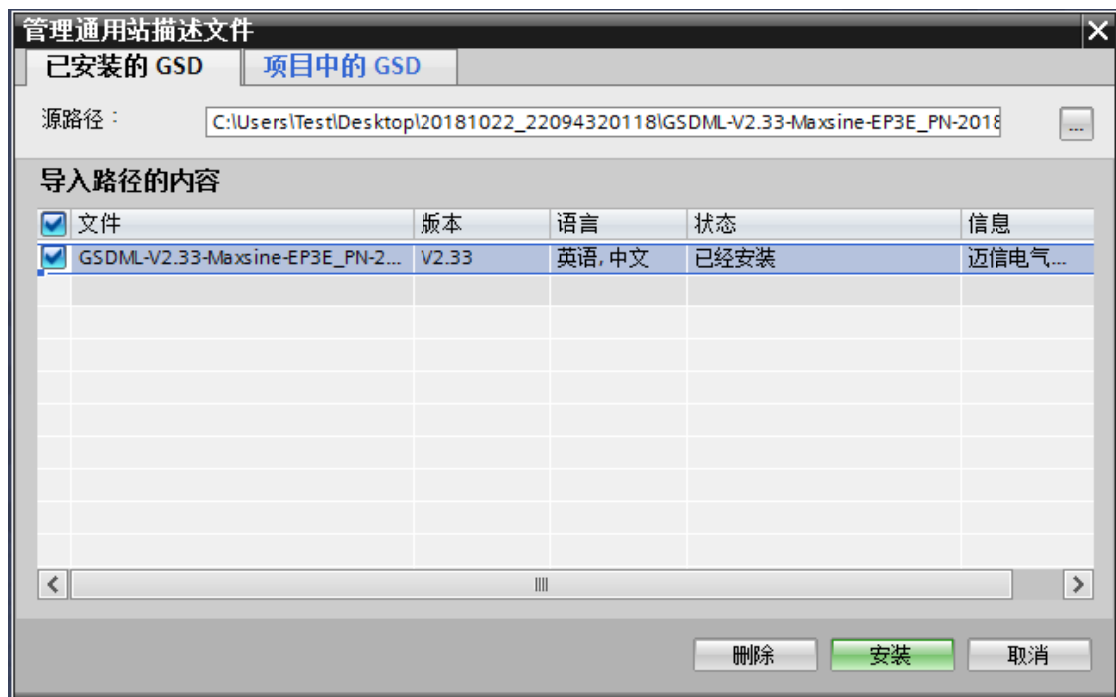 管理通用站描述文件
已安装的 GSD 项目中的 GSD
源路径: C:\Users\Test\Desktop\20181022_22094320118\GSDML-V2.33-Maxsine-EP3E_PN-2018
...
导入路径的内容
文件 版本 语言 状态 信息
GSDML-V2.33-Maxsine-EP3E_PN-2... V2.33 英语, 中文 已经安装 迈信电气...
删除 安装 取消